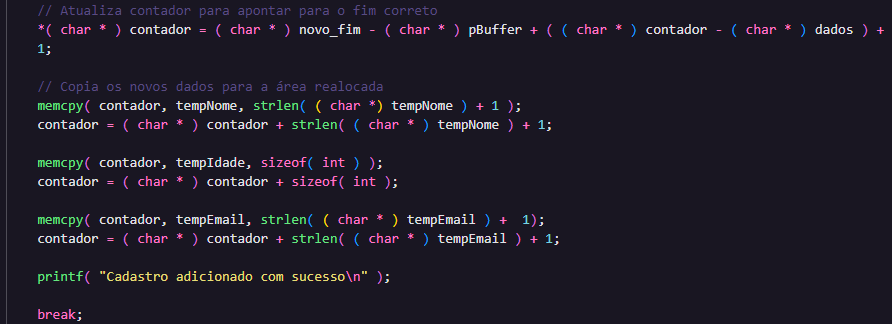 // Atualiza contador para apontar para o fim correto
*( char * ) contador = ( char * ) novo_fim - ( char * ) pBuffer + ( ( char * ) contador - ( char * ) dados ) +
1;
// Copia os novos dados para a área realocada
memcpy( contador, tempNome, strlen( ( char *) tempNome ) + 1 );
contador = ( char * ) contador + strlen( ( char * ) tempNome ) + 1;
memcpy( contador, tempIdade, sizeof( int ) );
contador = ( char * ) contador + sizeof( int );
memcpy( contador, tempEmail, strlen( ( char * ) tempEmail ) +  1);
contador = ( char * ) contador + strlen( ( char * ) tempEmail ) + 1;
printf( "Cadastro adicionado com sucesso\n" );
break;